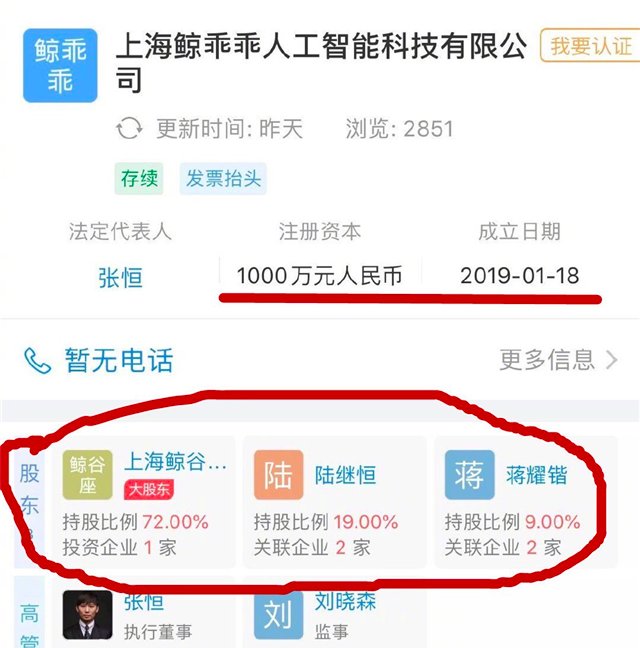 鲸乖
乖
上海鲸乖乖人工智能科技有限公
司
我要认证
更新时间: 昨天 浏览: 2851
存续 发票抬头
法定代表人 注册资本 成立日期
张恒 1000万元人民币 2019-01-18
暂无电话 更多信息
股
东
鲸谷
座
上海鲸谷...
大股东
持股比例 72.00%
投资企业 1 家
陆
陆继恒
持股比例 19.00%
关联企业 2 家
蒋
蒋耀锴
持股比例 9.00%
关联企业 2 家
高
管
张恒
执行董事
刘
刘晓森
监事